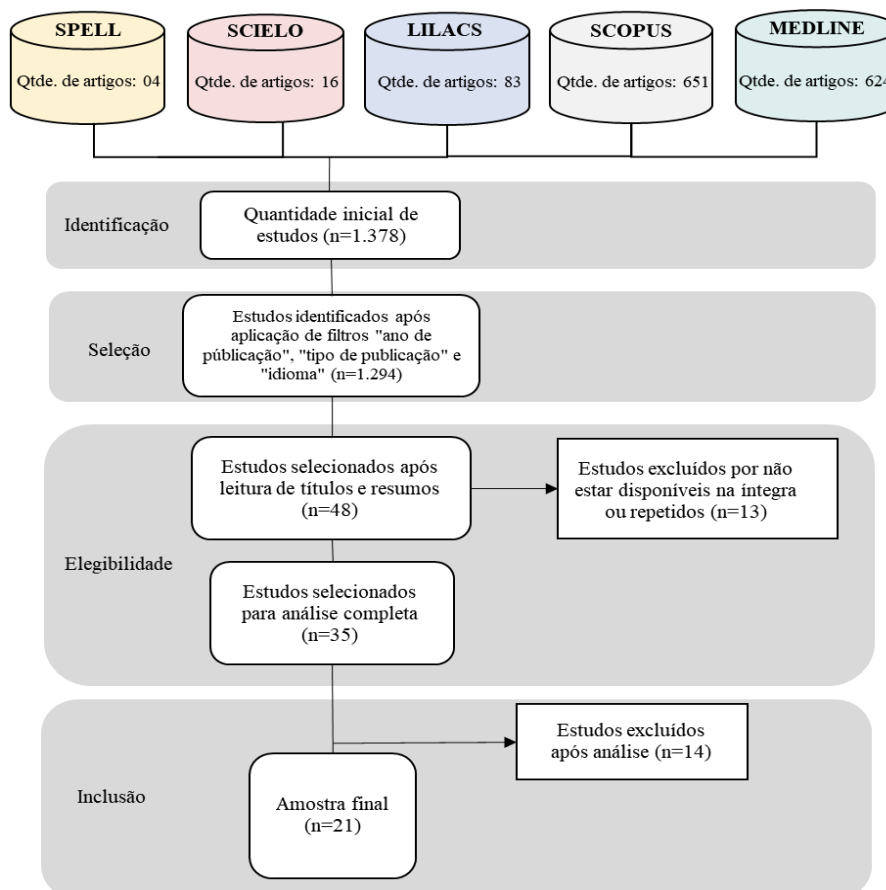 SPELL
Qtde. de artigos: 04
SCIELO
Qtde. de artigos: 16
LILACS
Qtde. de artigos: 83
SCOPUS
Qtde. de artigos: 651
MEDLINE
Qtde. de artigos: 624
Identificação
Quantidade inicial de
estudos (n=1.378)
Seleção
Estudos identificados após
aplicação de filtros "ano de
públicação", "tipo de publicação" e
"idioma" (n=1.294)
Elegibilidade
Estudos selecionados após
leitura de títulos e resumos
(n=48)
Estudos excluídos por não
estar disponíveis na íntegra
ou repetidos (n=13)
Estudos selecionados
para análise completa
(n=35)
Inclusão
Estudos excluídos
após análise (n=14)
Amostra final
(n=21)